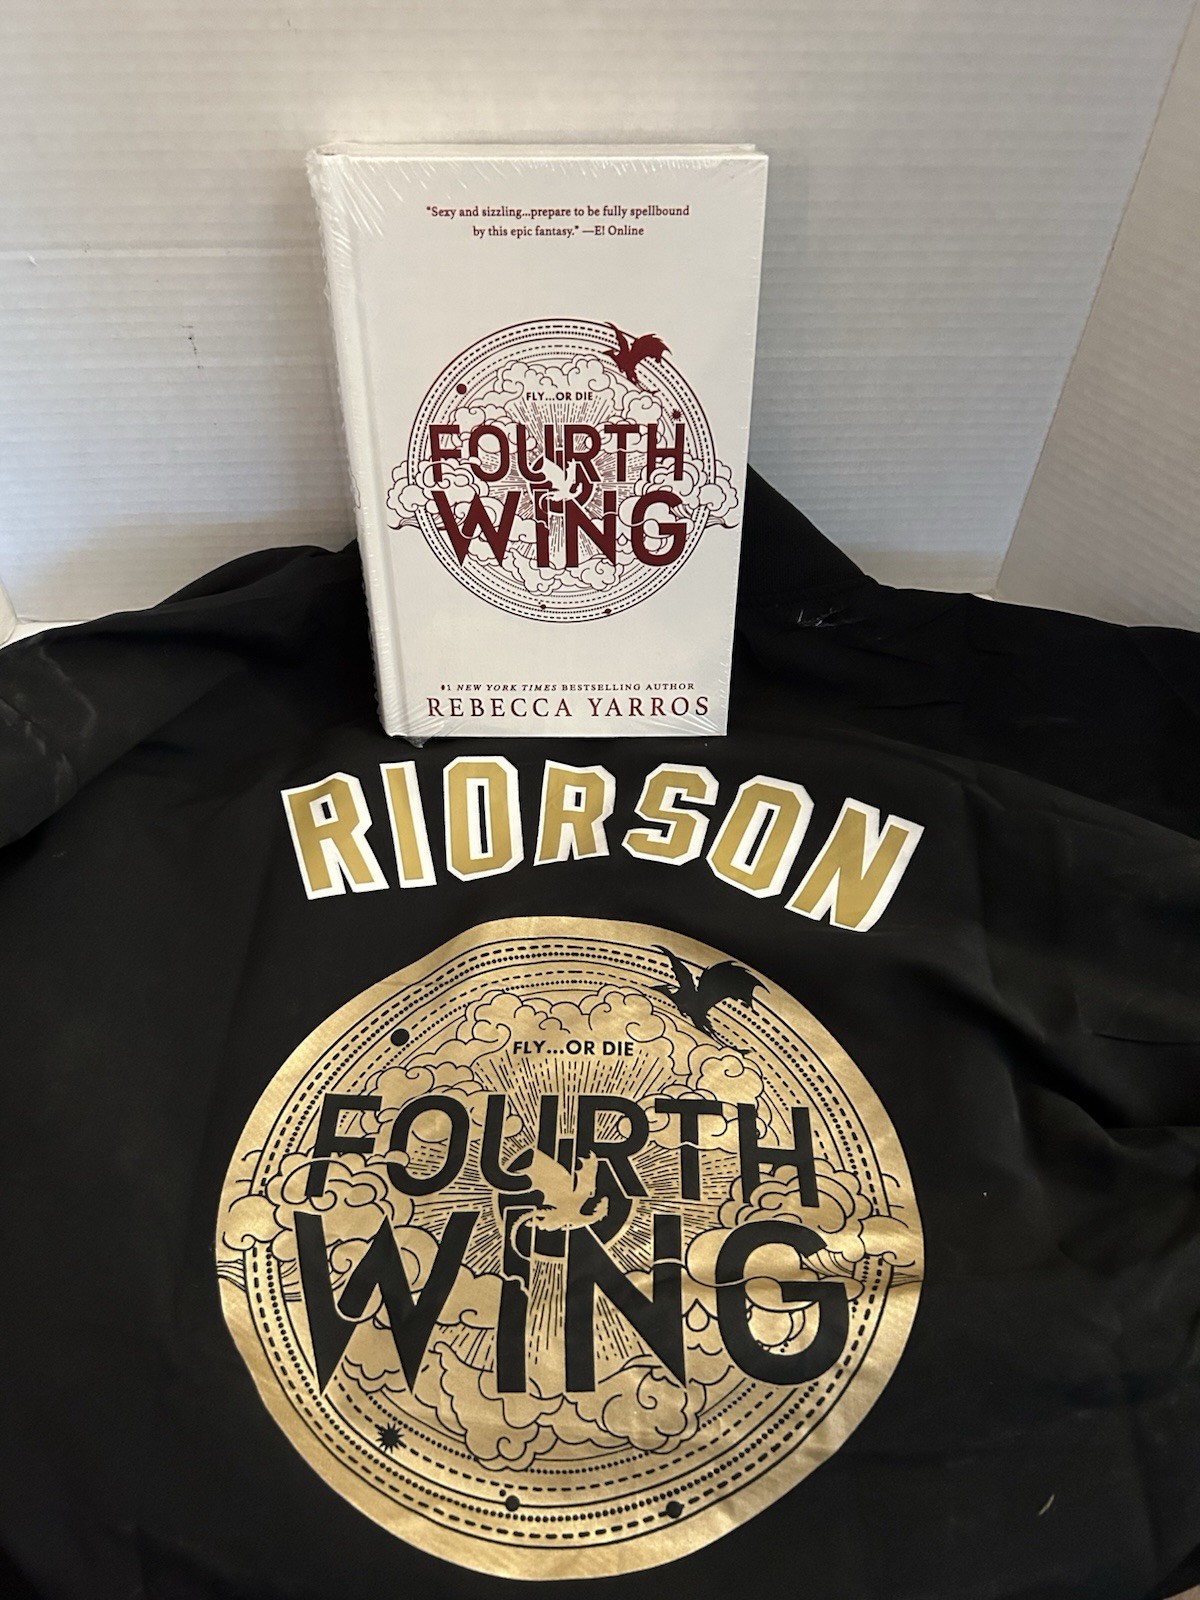 "Sexy and sizzling...prepare to be fully spellbound
by this epic fantasy." —E! Online
FLY...OR DIE
FOURTH
WING
#1 NEW YORK TIMES BESTSELLING AUTHOR
REBECCA YARROS
RIORSON
FLY...OR DIE
FOURTH
WING